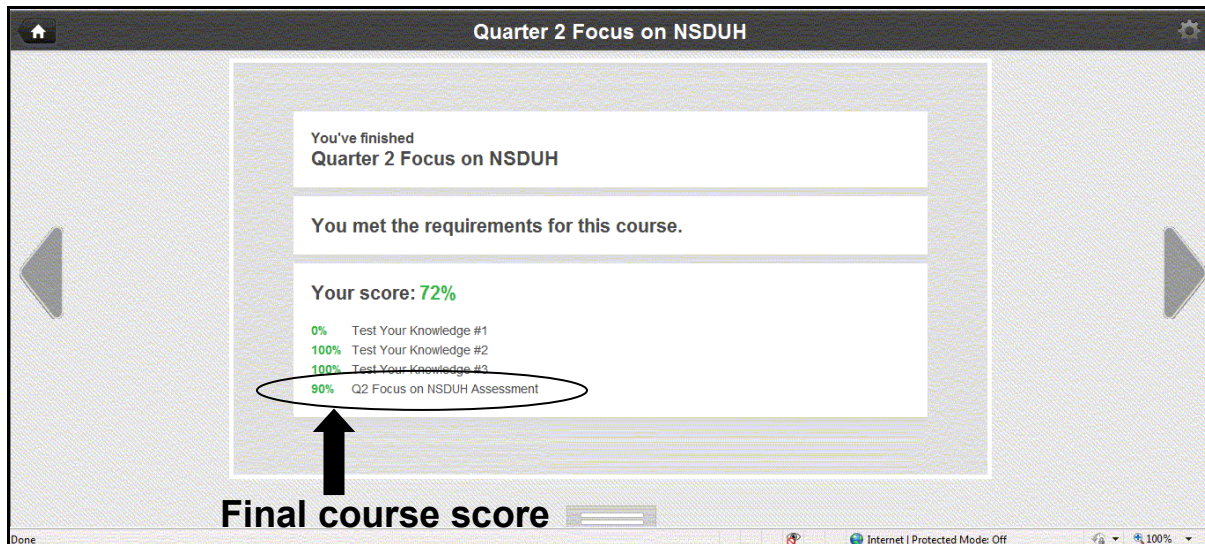 Quarter 2 Focus on NSDUH
You've finished
Quarter 2 Focus on NSDUH
You met the requirements for this course.
Your score: 72%
0% Test Your Knowledge #1
100% Test Your Knowledge #2
100% Test Your Knowledge #3
90% Q2 Focus on NSDUH Assessment
Final course score
Done Internet | Protected Mode: Off 100%